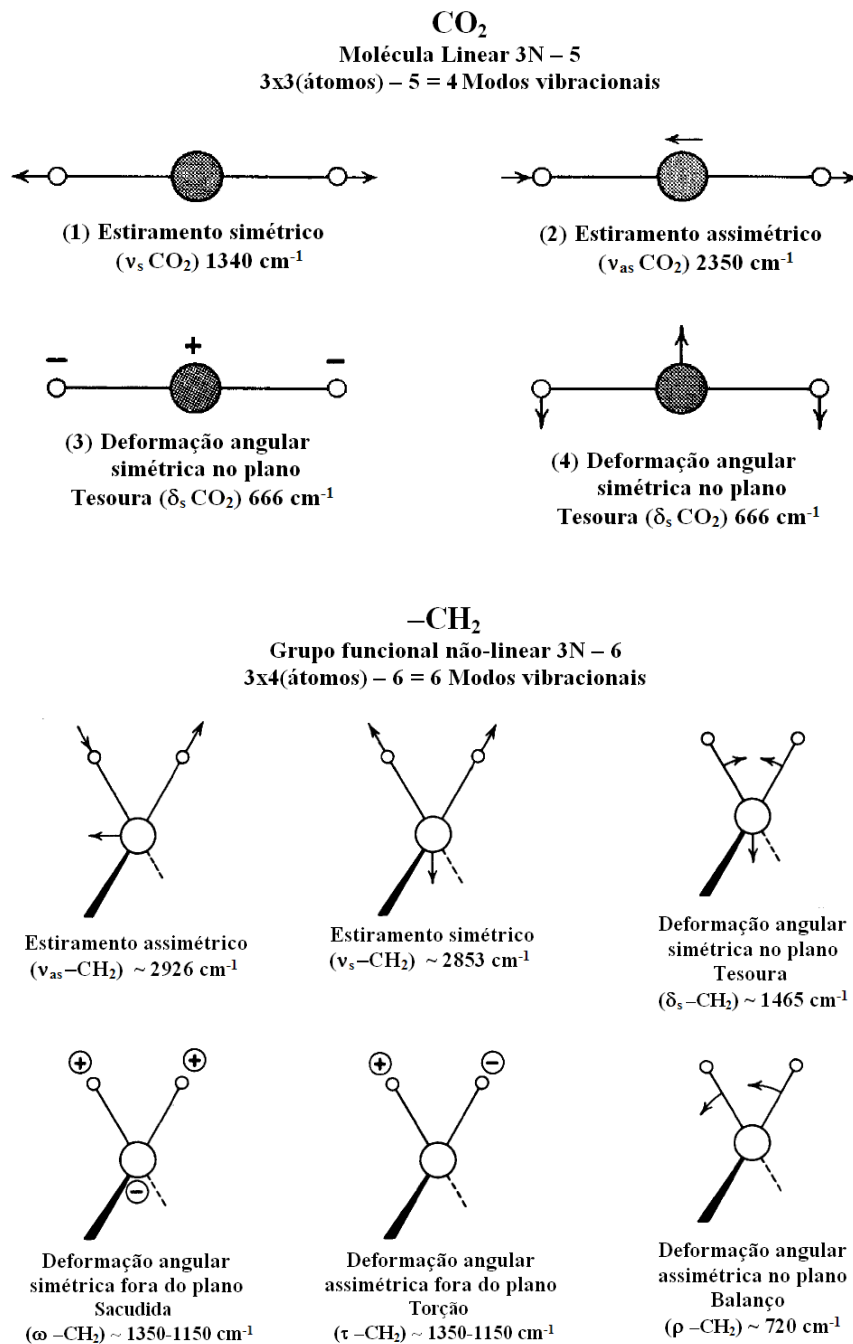 CO₂
Molécula Linear 3N – 5
3x3(átomos) – 5 = 4 Modos vibracionais
(1) Estiramento simétrico
(νs CO₂) 1340 cm⁻¹
(2) Estiramento assimétrico
(νas CO₂) 2350 cm⁻¹
– + –
(3) Deformação angular
simétrica no plano
Tesoura (δs CO₂) 666 cm⁻¹
(4) Deformação angular
simétrica no plano
Tesoura (δs CO₂) 666 cm⁻¹
–CH₂
Grupo funcional não-linear 3N – 6
3x4(átomos) – 6 = 6 Modos vibracionais
Estiramento assimétrico
(νas–CH₂) ~ 2926 cm⁻¹
Estiramento simétrico
(νs–CH₂) ~ 2853 cm⁻¹
Deformação angular
simétrica no plano
Tesoura
(δs –CH₂) ~ 1465 cm⁻¹
+ +
–
Deformação angular
simétrica fora do plano
Sacudida
(ω –CH₂) ~ 1350-1150 cm⁻¹
+ –
Deformação angular
assimétrica fora do plano
Torção
(τ –CH₂) ~ 1350-1150 cm⁻¹
Deformação angular
assimétrica no plano
Balanço
(ρ –CH₂) ~ 720 cm⁻¹